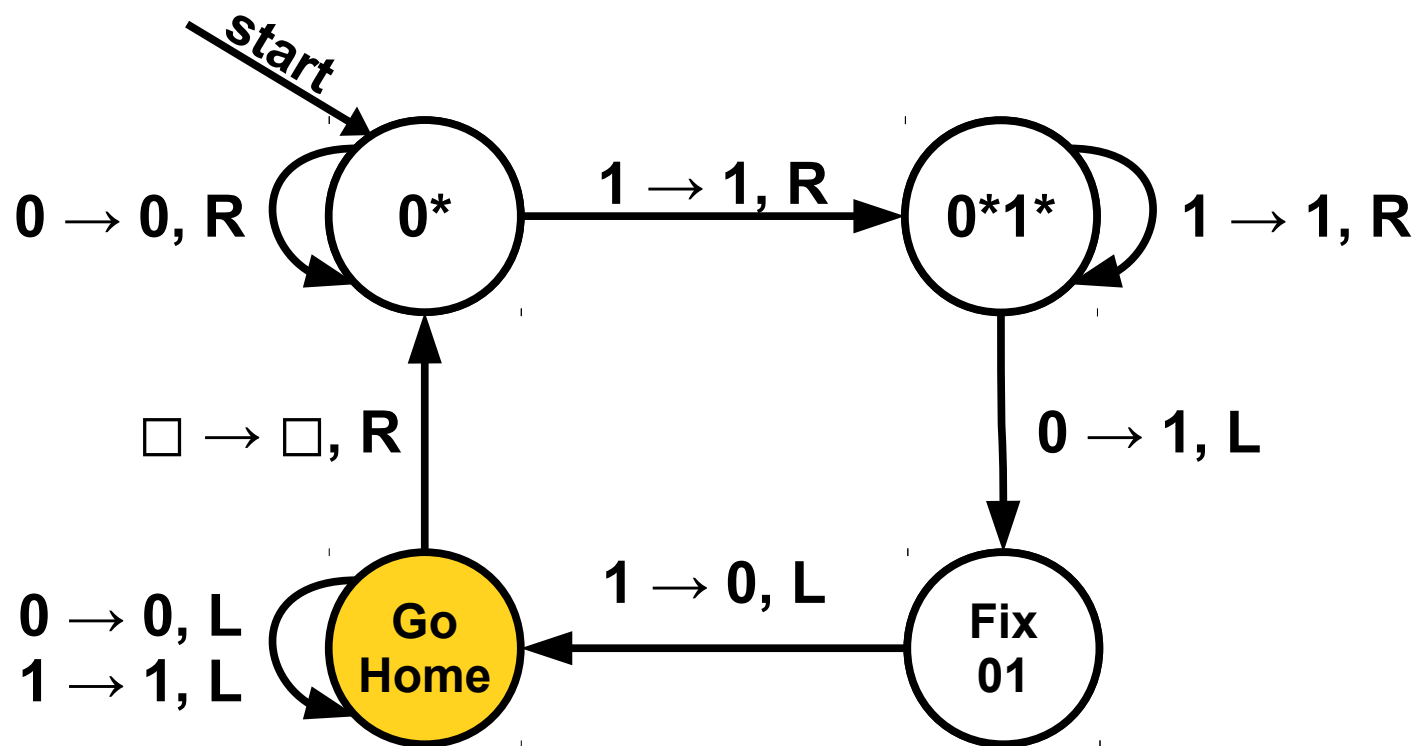 start
0 → 0, R
0*
1 → 1, R
0*1*
1 → 1, R
□ → □, R
0 → 1, L
0 → 0, L
1 → 1, L
Go
Home
1 → 0, L
Fix
01